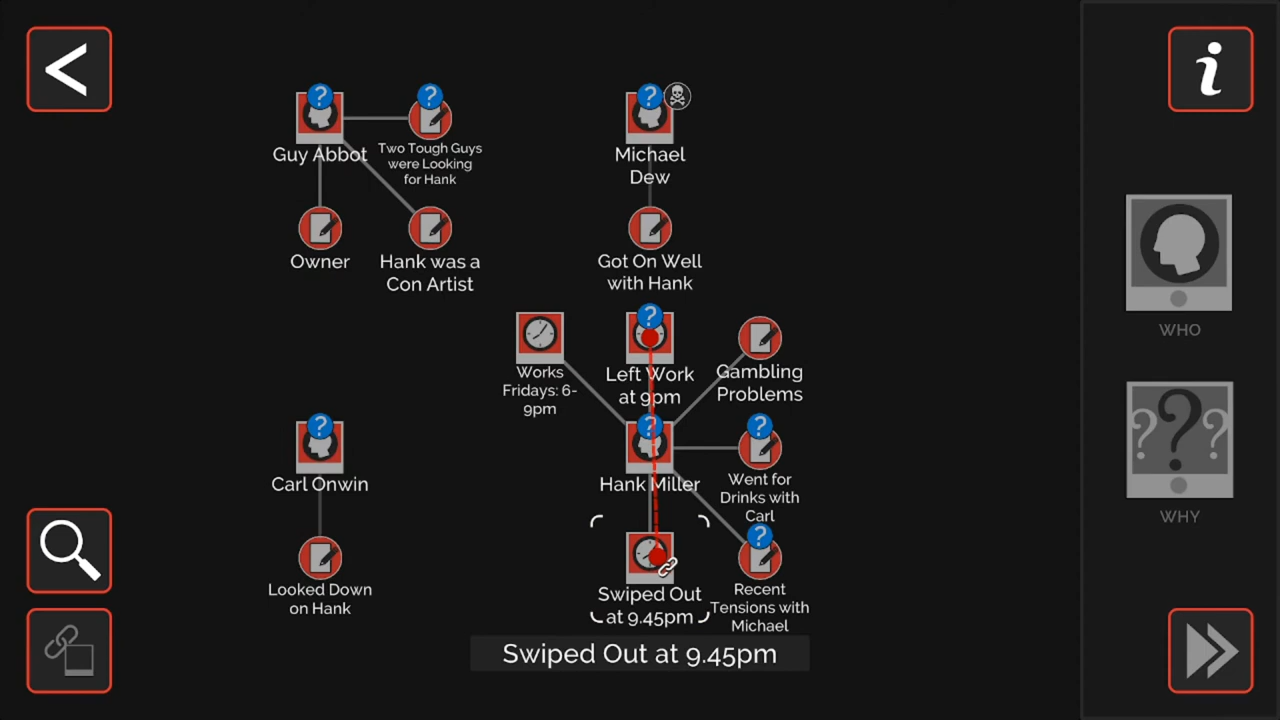 Guy Abbot
Two Tough Guys
were Looking
for Hank
Michael
Dew
Owner
Hank was a
Con Artist
Got On Well
with Hank
Works
Fridays: 6-
9pm
Left Work
at 9pm
Gambling
Problems
Carl Onwin
Hank Miller
Went for
Drinks with
Carl
Looked Down
on Hank
Swiped Out
at 9.45pm
Recent
Tensions with
Michael
Swiped Out at 9.45pm
WHO
WHY